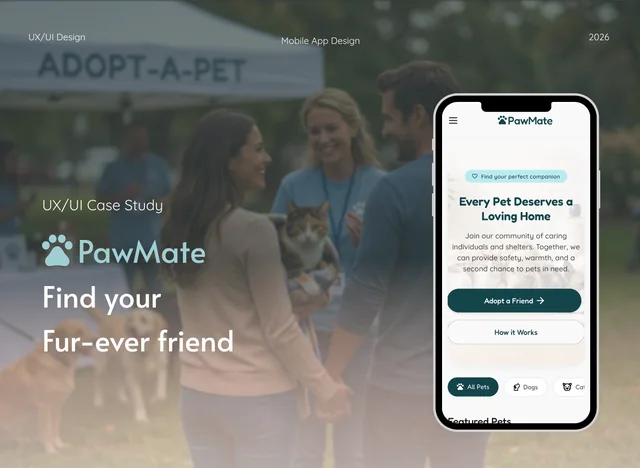 UX/UI Design
Mobile App Design
2026
ADOPT-A-PET
UX/UI Case Study
PawMate
Find your
Fur-ever friend
PawMate
Find your perfect companion
Every Pet Deserves a
Loving Home
Join our community of caring
individuals and shelters. Together, we
can provide safety, warmth, and a
second chance to pets in need.
Adopt a Friend →
How it Works
All Pets
Dogs
Cat
Featured Pets